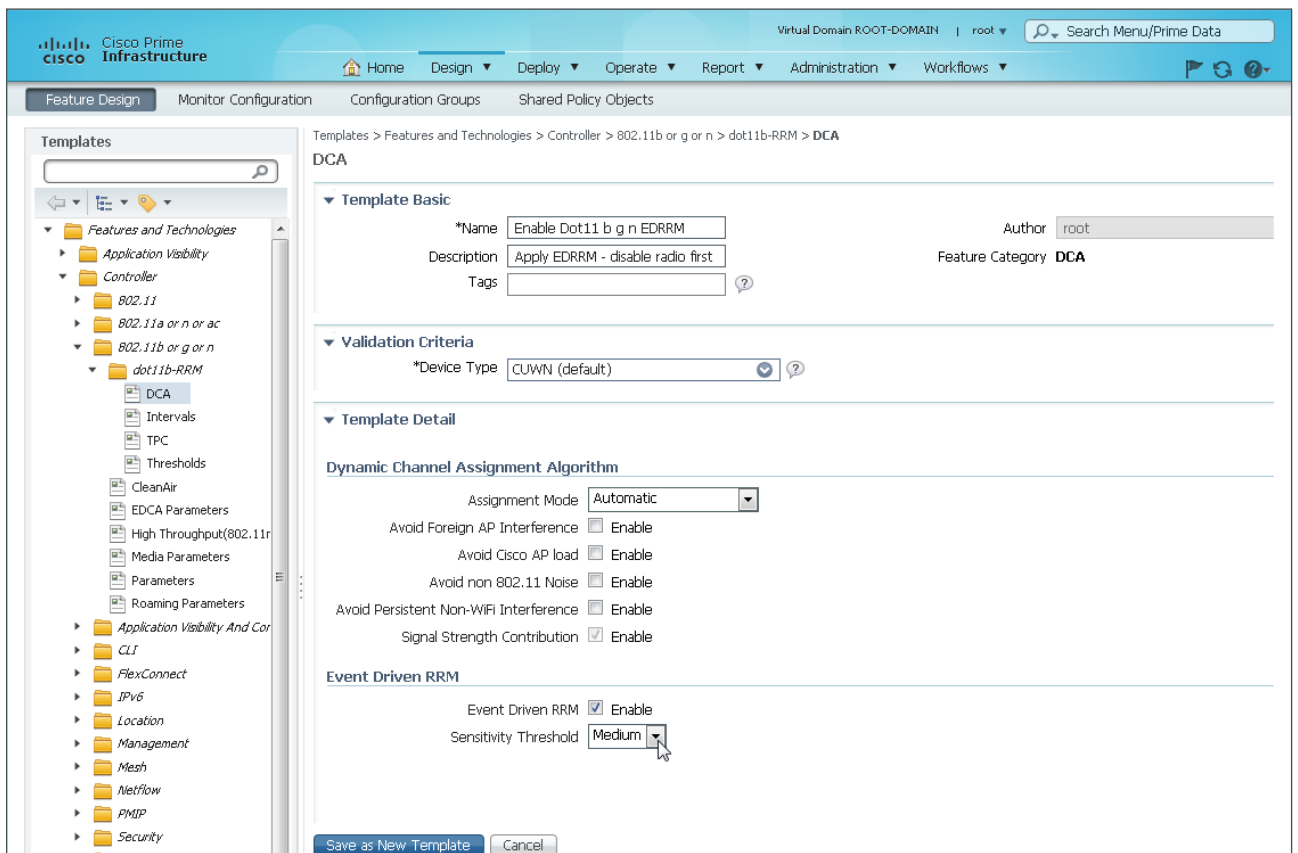 Virtual Domain ROOT-DOMAIN | root Search Menu/Prime Data
cisco Cisco Prime Infrastructure
Home Design Deploy Operate Report Administration Workflows
Feature Design Monitor Configuration Configuration Groups Shared Policy Objects
Templates
Features and Technologies
Application Visibility
Controller
802.11
802.11a or n or ac
802.11b or g or n
dot11b-RRM
DCA
Intervals
TPC
Thresholds
CleanAir
EDCA Parameters
High Throughput(802.11n
Media Parameters
Parameters
Roaming Parameters
Application Visibility And Cor
CLI
FlexConnect
IPv6
Location
Management
Mesh
Netflow
PMIP
Security
Templates > Features and Technologies > Controller > 802.11b or g or n > dot11b-RRM > DCA
DCA
Template Basic
*Name Enable Dot11 b g n EDRRM Author root
Description Apply EDRRM - disable radio first Feature Category DCA
Tags ?
Validation Criteria
*Device Type CUWN (default) ?
Template Detail
Dynamic Channel Assignment Algorithm
Assignment Mode Automatic
Avoid Foreign AP Interference Enable
Avoid Cisco AP load Enable
Avoid non 802.11 Noise Enable
Avoid Persistent Non-WiFi Interference Enable
Signal Strength Contribution Enable
Event Driven RRM
Event Driven RRM Enable
Sensitivity Threshold Medium
Save as New Template Cancel